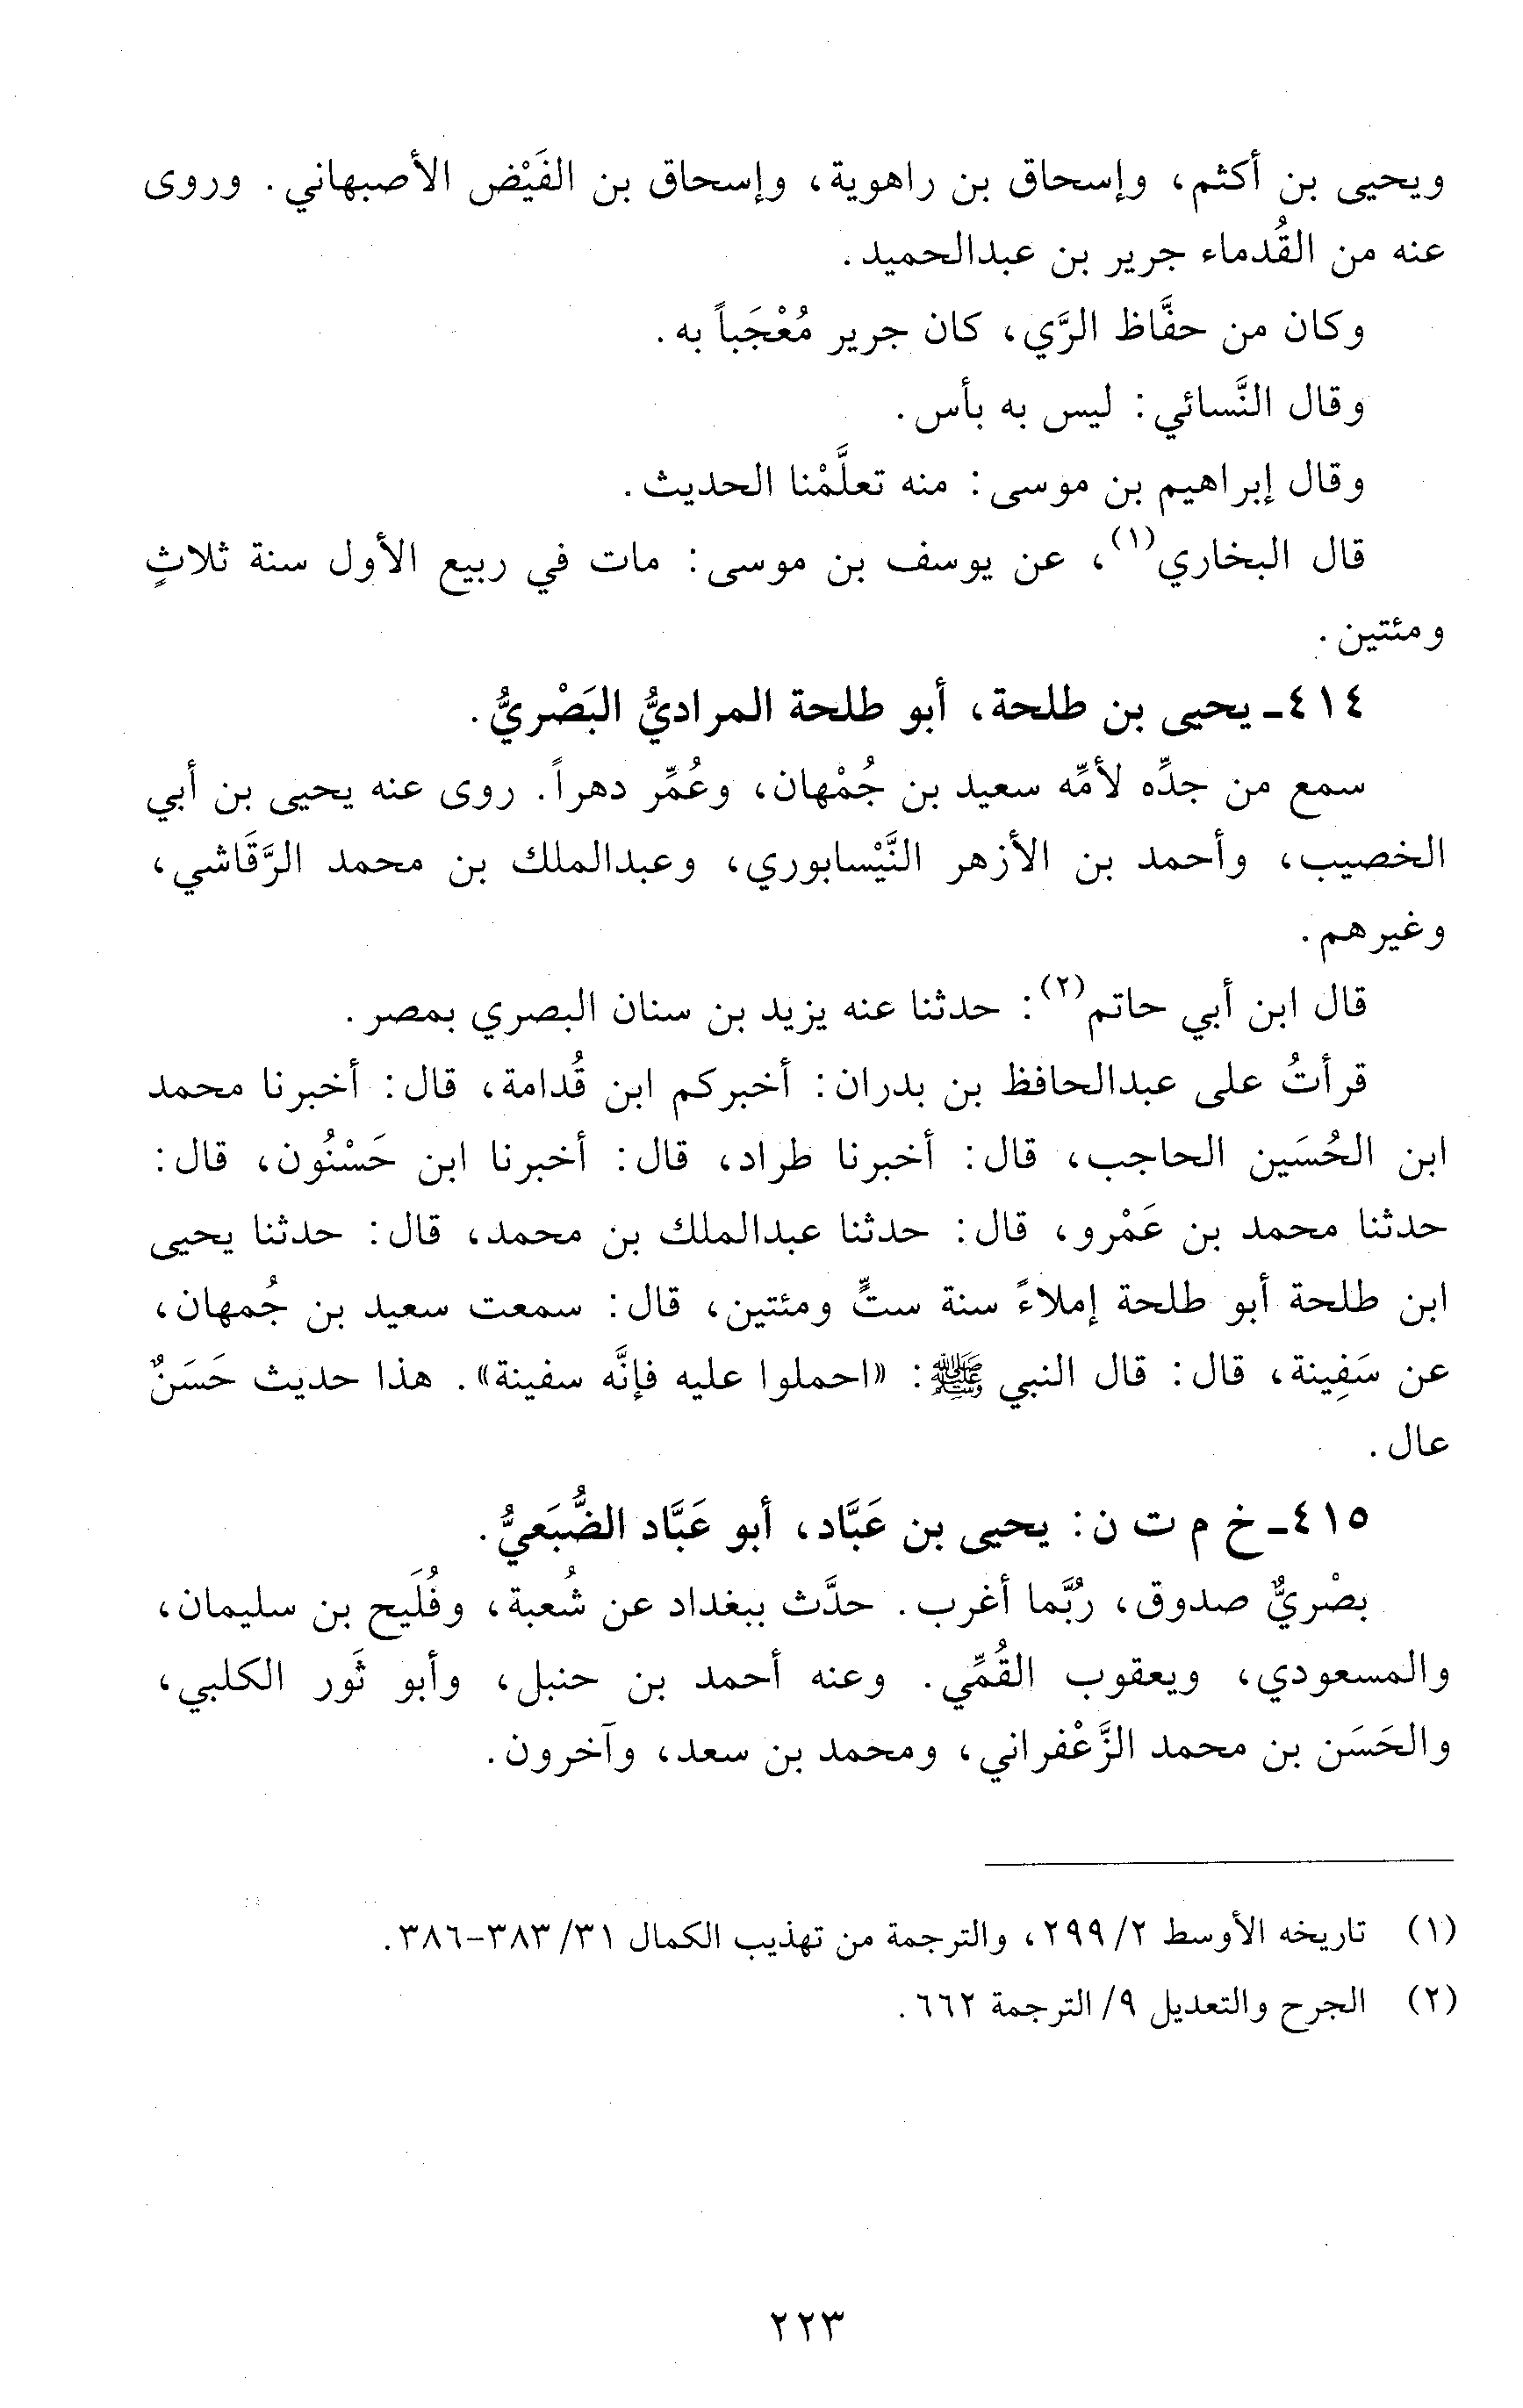 ويحيى بن أكثم، وإسحاق بن راهوية، وإسحاق بن الفَيْض الأصبهاني. وروى
عنه من القُدماء جرير بن عبدالحميد.
وكان من حفَّاظ الرَّي، كان جرير مُعْجَباً به.
وقال النَّسائي: ليس به بأس.
وقال إبراهيم بن موسى: منه تعلَّمْنا الحديث.
قال البخاري(١)، عن يوسف بن موسى: مات في ربيع الأول سنة ثلاثٍ
ومئتين.
٤١٤- يحيى بن طلحة، أبو طلحة المراديُّ البَصْريُّ.
سمع من جدِّه لأمِّه سعيد بن جُمْهان، وعُمِّر دهراً. روى عنه يحيى بن أبي
الخصيب، وأحمد بن الأزهر النَّيْسابوري، وعبدالملك بن محمد الرَّقَاشي،
وغيرهم.
قال ابن أبي حاتم(٢): حدثنا عنه يزيد بن سنان البصري بمصر.
قرأتُ على عبدالحافظ بن بدران: أخبركم ابن قُدامة، قال: أخبرنا محمد
ابن الحُسَين الحاجب، قال: أخبرنا طراد، قال: أخبرنا ابن حَسْنُون، قال:
حدثنا محمد بن عَمْرو، قال: حدثنا عبدالملك بن محمد، قال: حدثنا يحيى
ابن طلحة أبو طلحة إملاءً سنة ستٍّ ومئتين، قال: سمعت سعيد بن جُمهان،
عن سَفِينة، قال: قال النبي ﷺ: «احملوا عليه فإنَّه سفينة». هذا حديث حَسَنٌ
عال.
٤١٥- خ م ت ن: يحيى بن عَبَّاد، أبو عَبَّاد الضُّبَعيُّ.
بصْريٌّ صدوق، رُبَّما أغرب. حدَّث ببغداد عن شُعبة، وفُلَيح بن سليمان،
والمسعودي، ويعقوب القُمِّي. وعنه أحمد بن حنبل، وأبو ثَور الكلبي،
والحَسَن بن محمد الزَّعْفراني، ومحمد بن سعد، وآخرون.
(١) تاريخه الأوسط ٢/ ٢٩٩، والترجمة من تهذيب الكمال ٣١/ ٣٨٣-٣٨٦.
(٢) الجرح والتعديل ٩/ الترجمة ٦٦٢.
٢٢٣